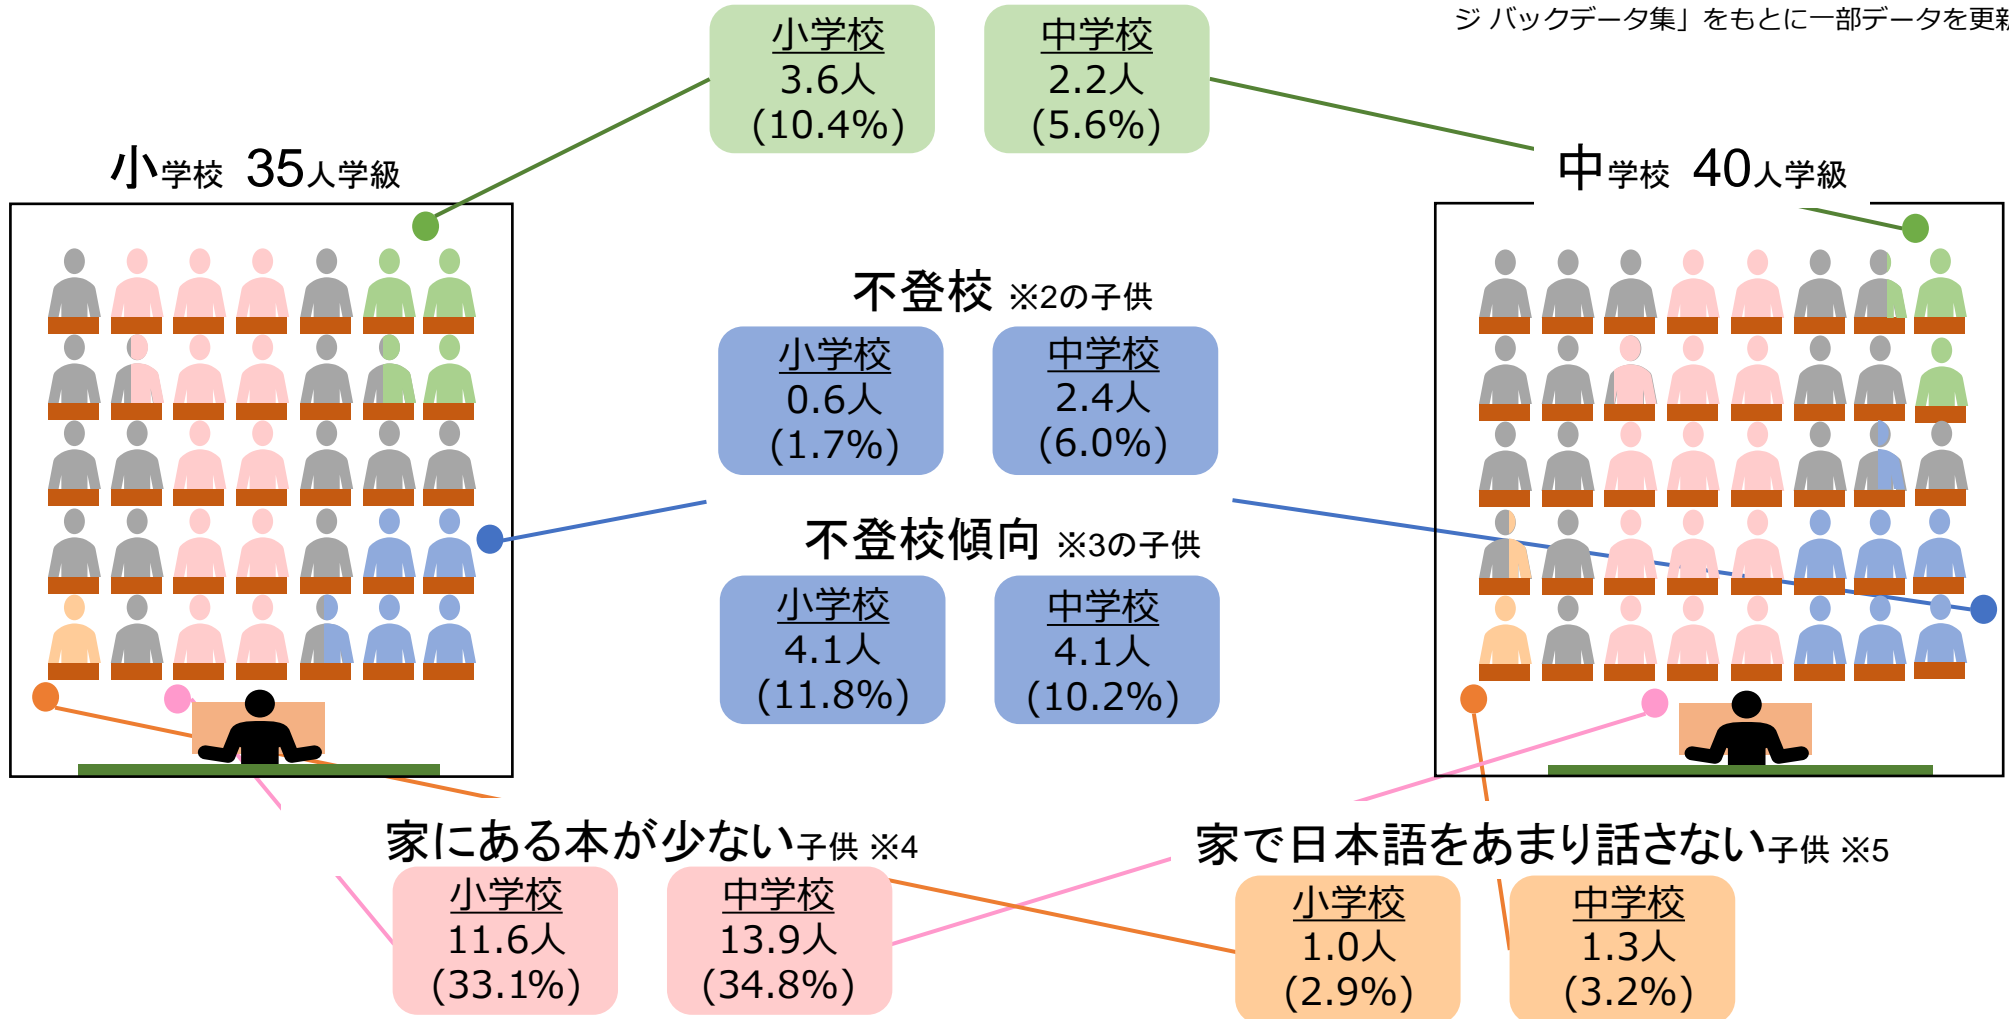 ジ バックデータ集」をもとに一部データを更新
小学校
3.6人
(10.4%)
中学校
2.2人
(5.6%)
小学校 35人学級
中学校 40人学級
不登校 ※2の子供
小学校
0.6人
(1.7%)
中学校
2.4人
(6.0%)
不登校傾向 ※3の子供
小学校
4.1人
(11.8%)
中学校
4.1人
(10.2%)
家にある本が少ない子供 ※4
小学校
11.6人
(33.1%)
中学校
13.9人
(34.8%)
家で日本語をあまり話さない子供 ※5
小学校
1.0人
(2.9%)
中学校
1.3人
(3.2%)